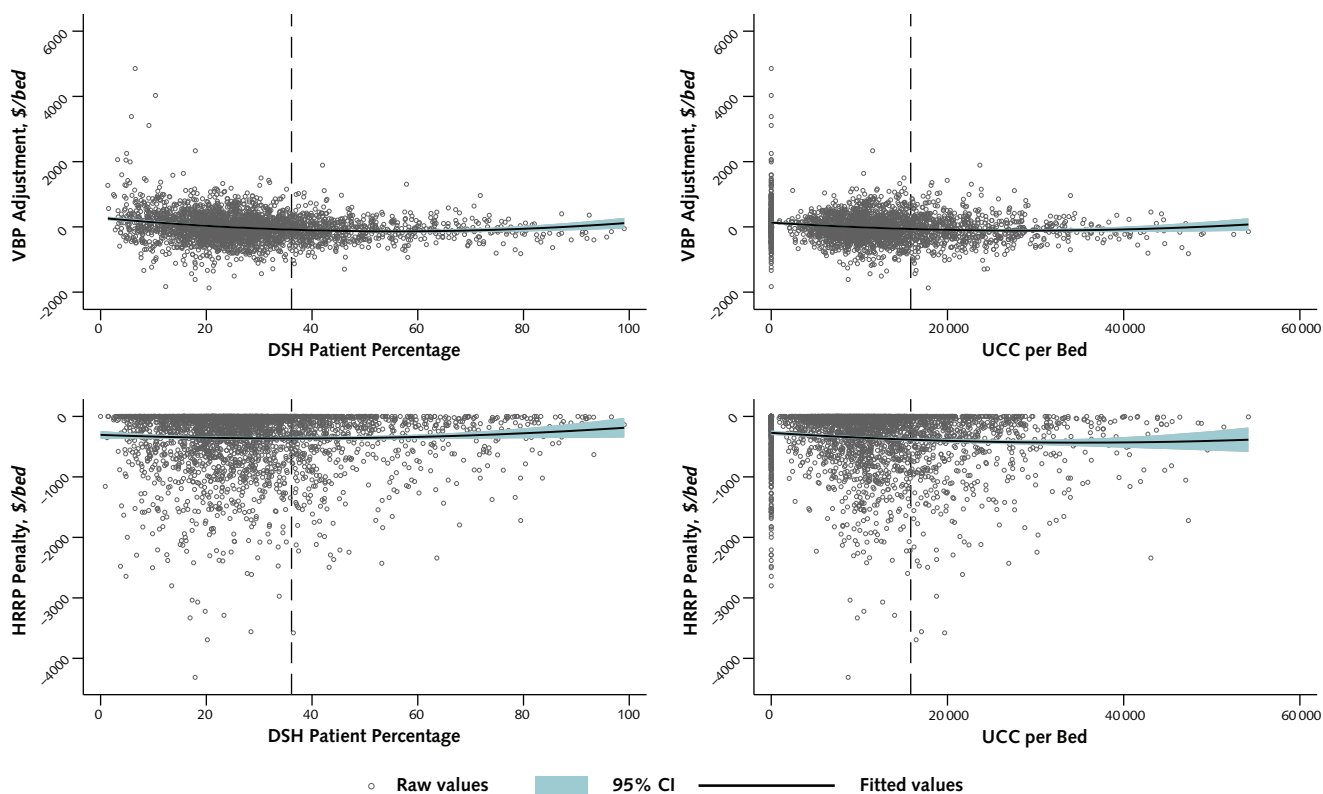 6000
4000
2000
0
−2000
VBP Adjustment, $/bed
0 20 40 60 80 100
DSH Patient Percentage
6000
4000
2000
0
−2000
VBP Adjustment, $/bed
0 20 000 40 000 60 000
UCC per Bed
0
−1000
−2000
−3000
−4000
HRRP Penalty, $/bed
0 20 40 60 80 100
DSH Patient Percentage
0
−1000
−2000
−3000
−4000
HRRP Penalty, $/bed
0 20 000 40 000 60 000
UCC per Bed
Raw values 95% CI Fitted values